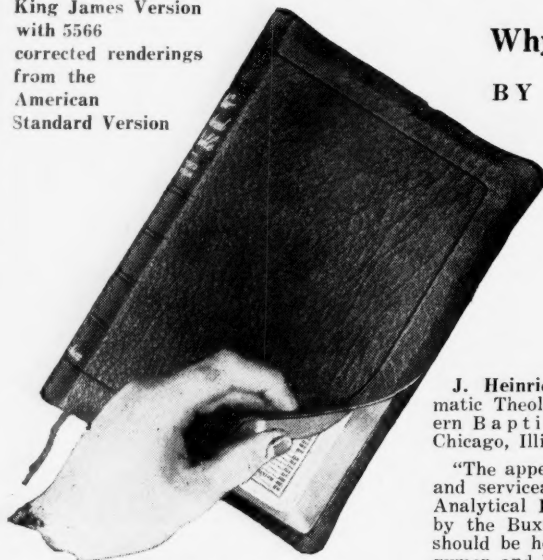 King James Version
with 5566
corrected renderings
from the
American
Standard Version
Why
BY
J. Heinric
matic Theol
ern Bapti
Chicago, Illi
"The appe
and servicea
Analytical
by the Bux
should be he